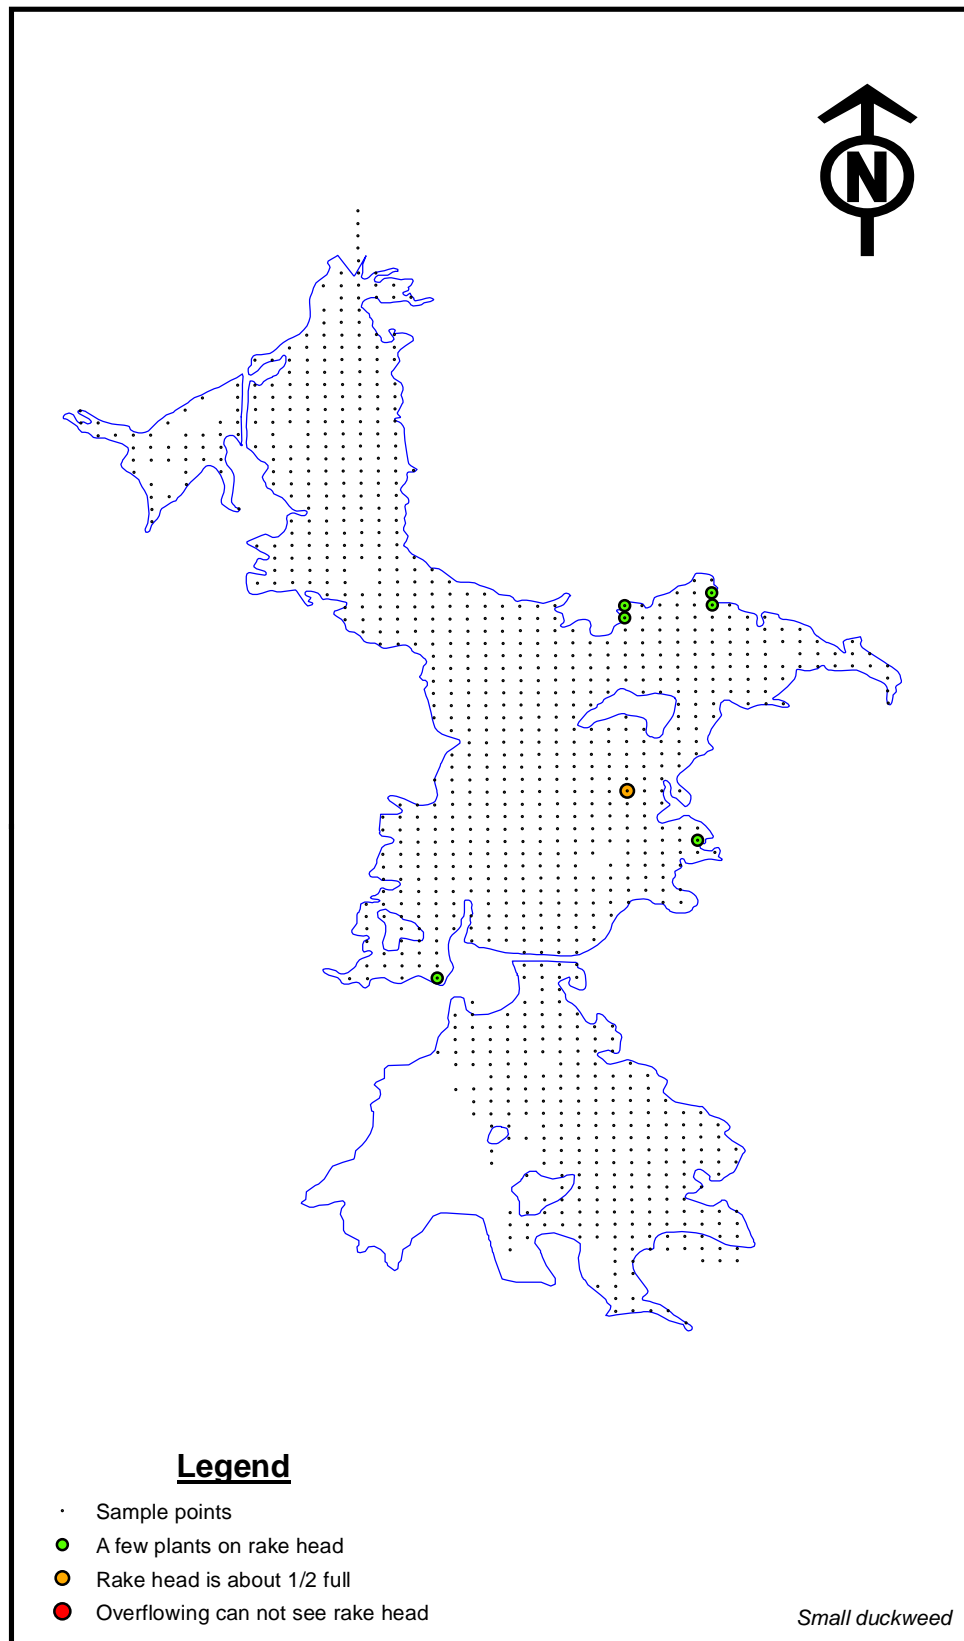 N
Legend
Sample points
A few plants on rake head
Rake head is about 1/2 full
Overflowing can not see rake head
Small duckweed